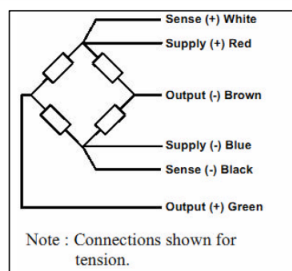 Sense (+) White
Supply (+) Red
Output (-) Brown
Supply (-) Blue
Sense (-) Black
Output (+) Green
Note : Connections shown for
tension.